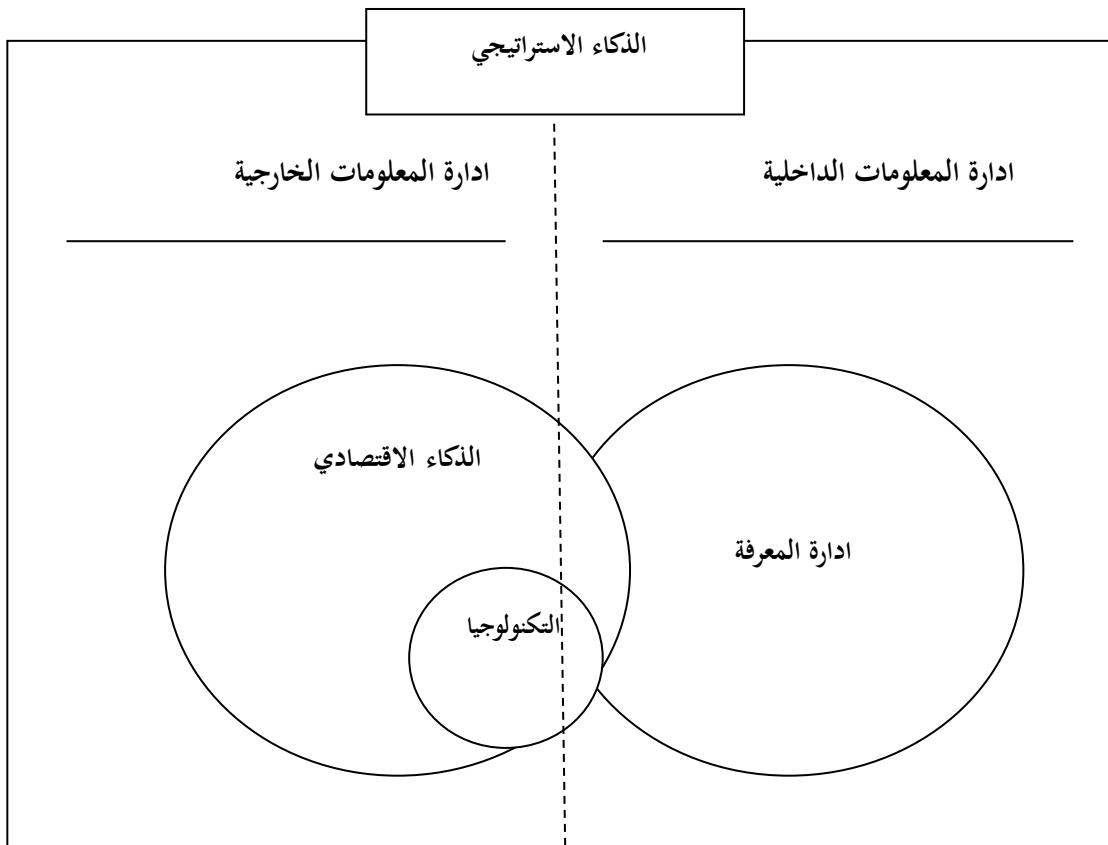 الذكاء الاستراتيجي
ادارة المعلومات الداخلية
ادارة المعلومات الخارجية
الذكاء الاقتصادي
ادارة المعرفة
التكنولوجيا